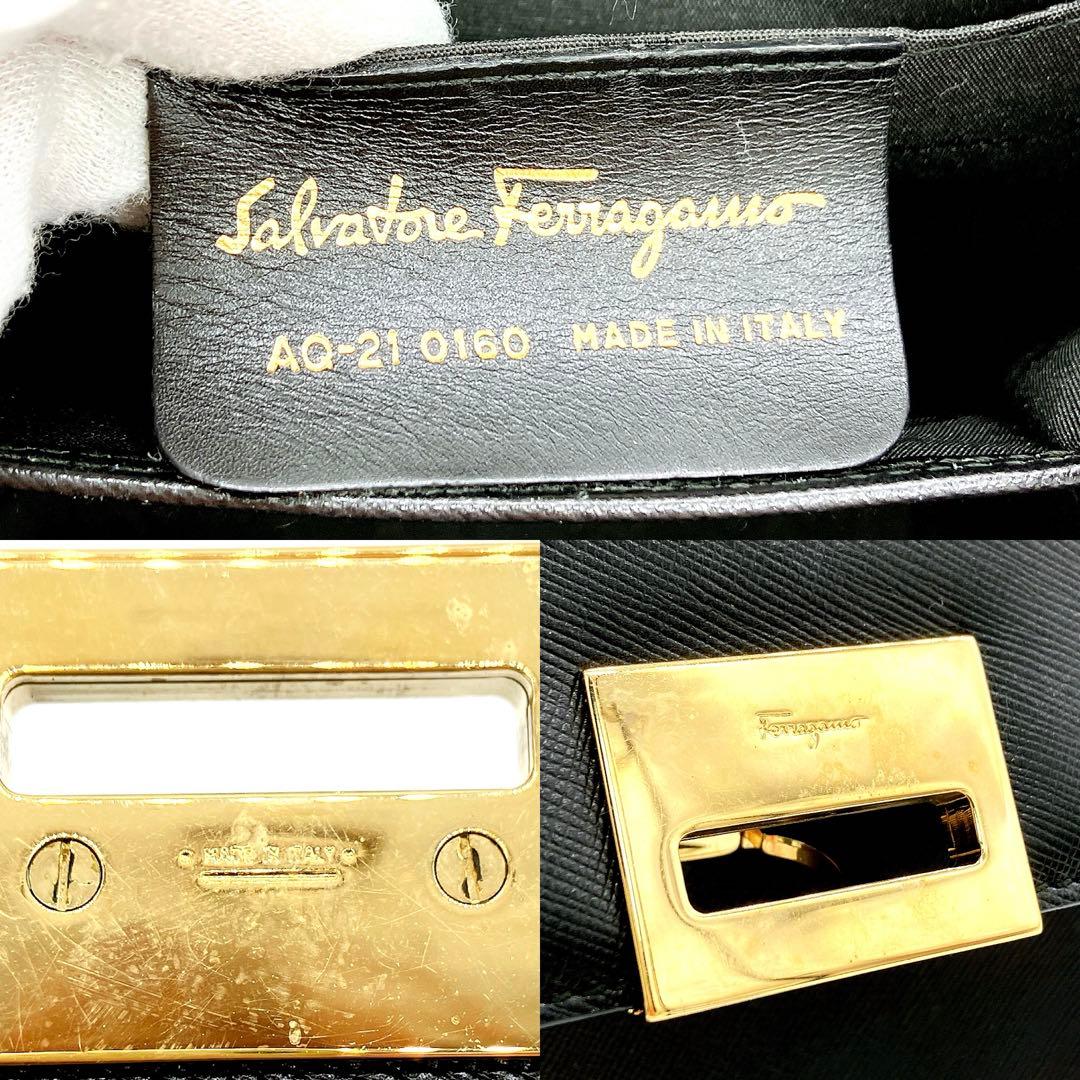 Salvatore Ferragamo
AQ-21 0160 MADE IN ITALY
MADE IN ITALY
Ferragamo